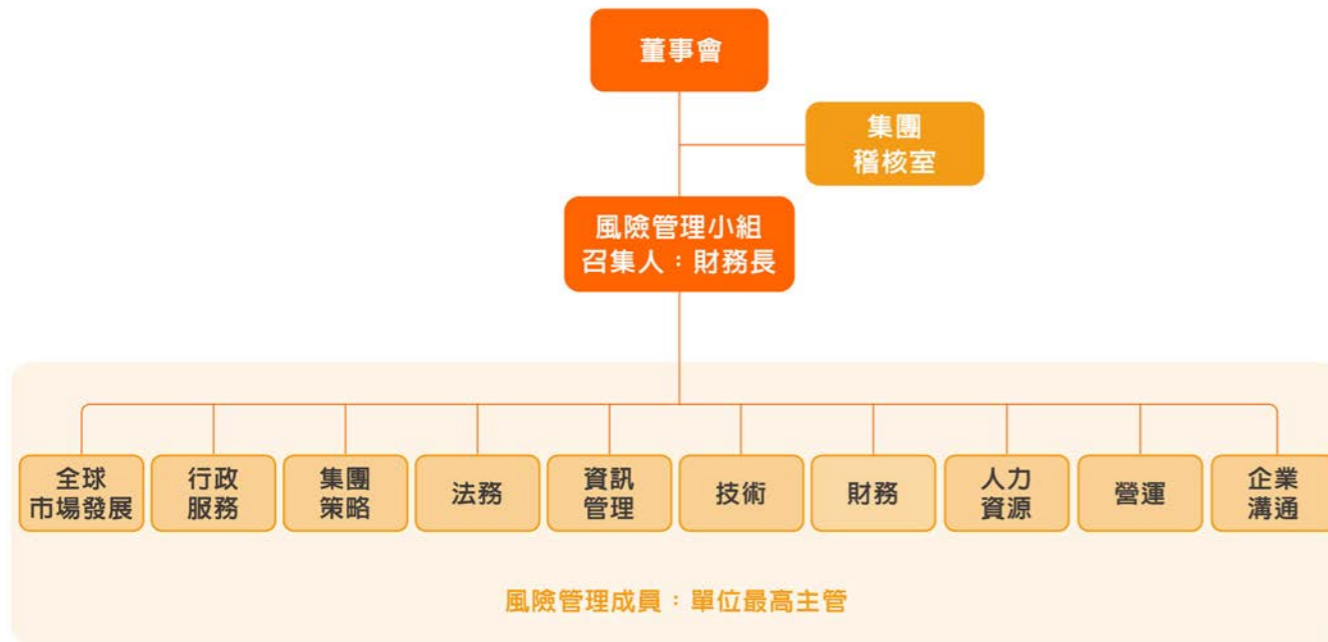 董事會
集團
稽核室
風險管理小組
召集人：財務長
全球
市場發展
行政
服務
集團
策略
法務
資訊
管理
技術
財務
人力
資源
營運
企業
溝通
風險管理成員：單位最高主管